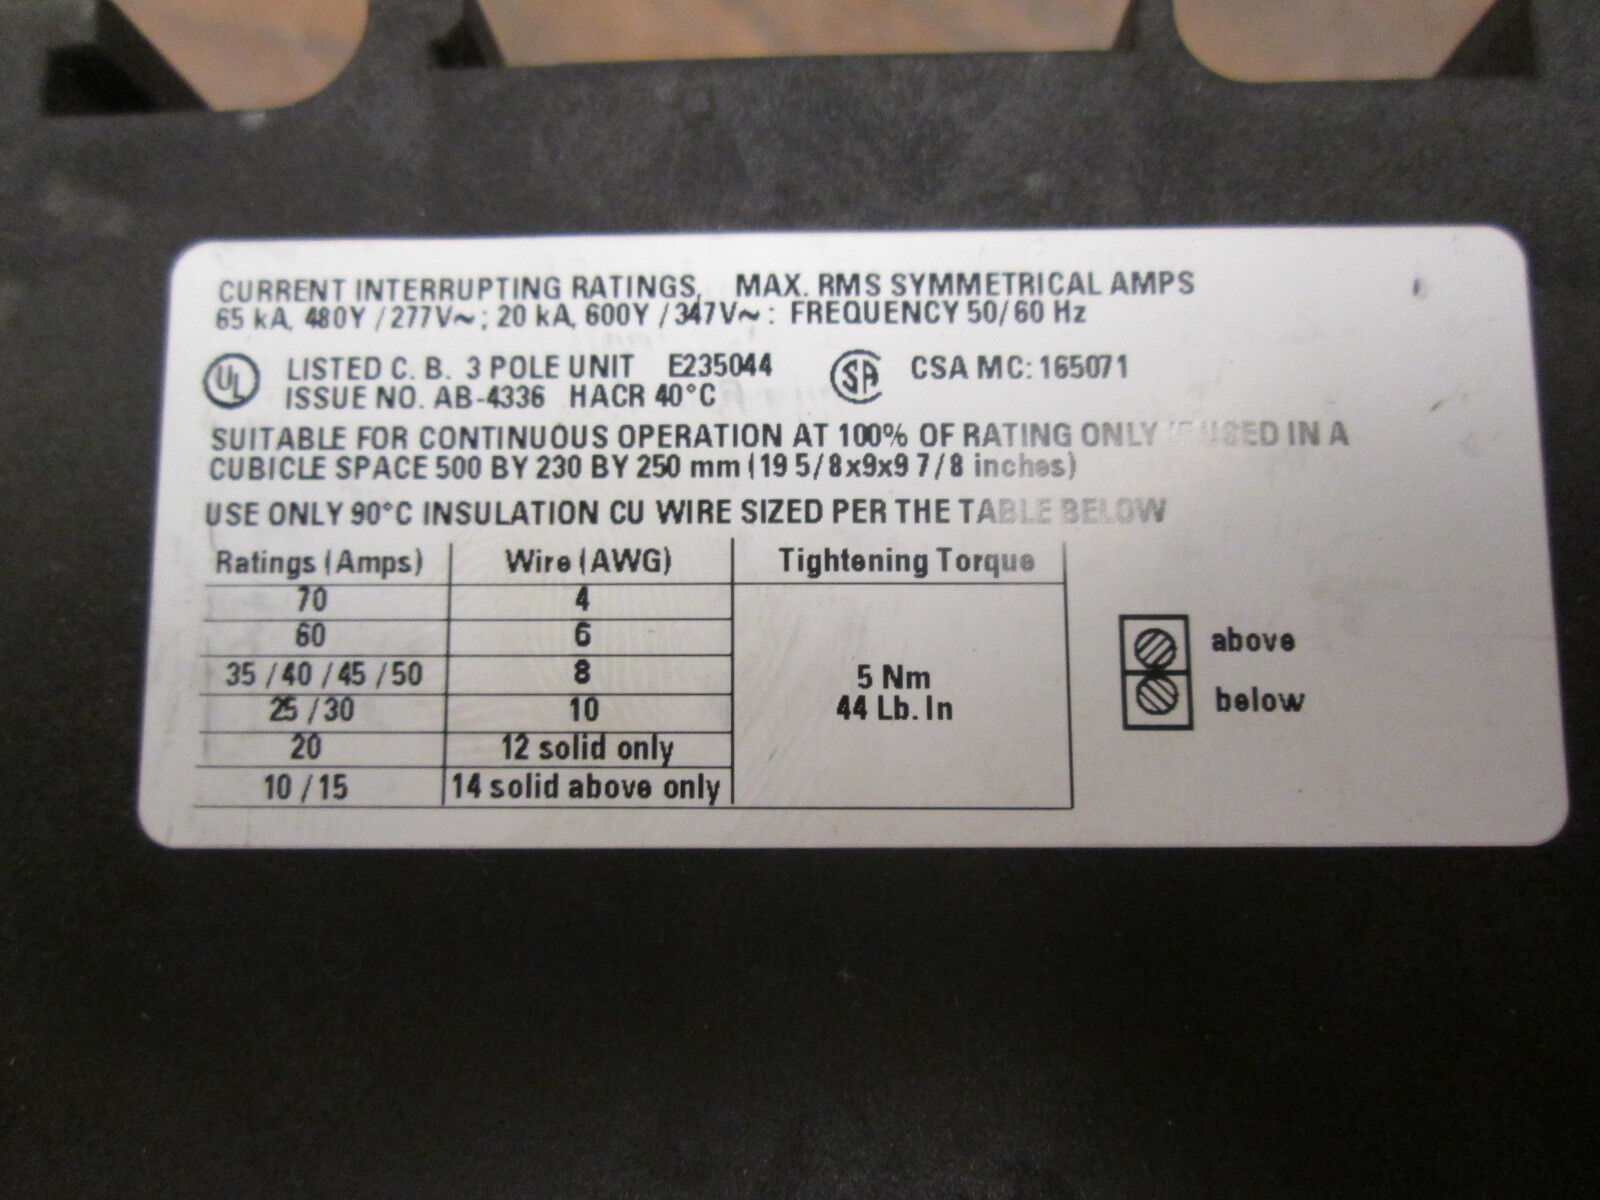 CURRENT INTERRUPTING RATINGS, MAX. RMS SYMMETRICAL AMPS
65 kA, 480Y/277V~; 20 kA, 600Y/347V~: FREQUENCY 50/60 Hz
UL LISTED C. B. 3 POLE UNIT E235044 SA CSA MC: 165071
ISSUE NO. AB-4336 HACR 40°C
SUITABLE FOR CONTINUOUS OPERATION AT 100% OF RATING ONLY IF USED IN A
CUBICLE SPACE 500 BY 230 BY 250 mm (19 5/8x9x9 7/8 inches)
USE ONLY 90°C INSULATION CU WIRE SIZED PER THE TABLE BELOW
Ratings (Amps) Wire (AWG) Tightening Torque
70 4
60 6
35/40/45/50 8
25/30 10
20 12 solid only
10/15 14 solid above only
5 Nm
44 Lb. In
above
below